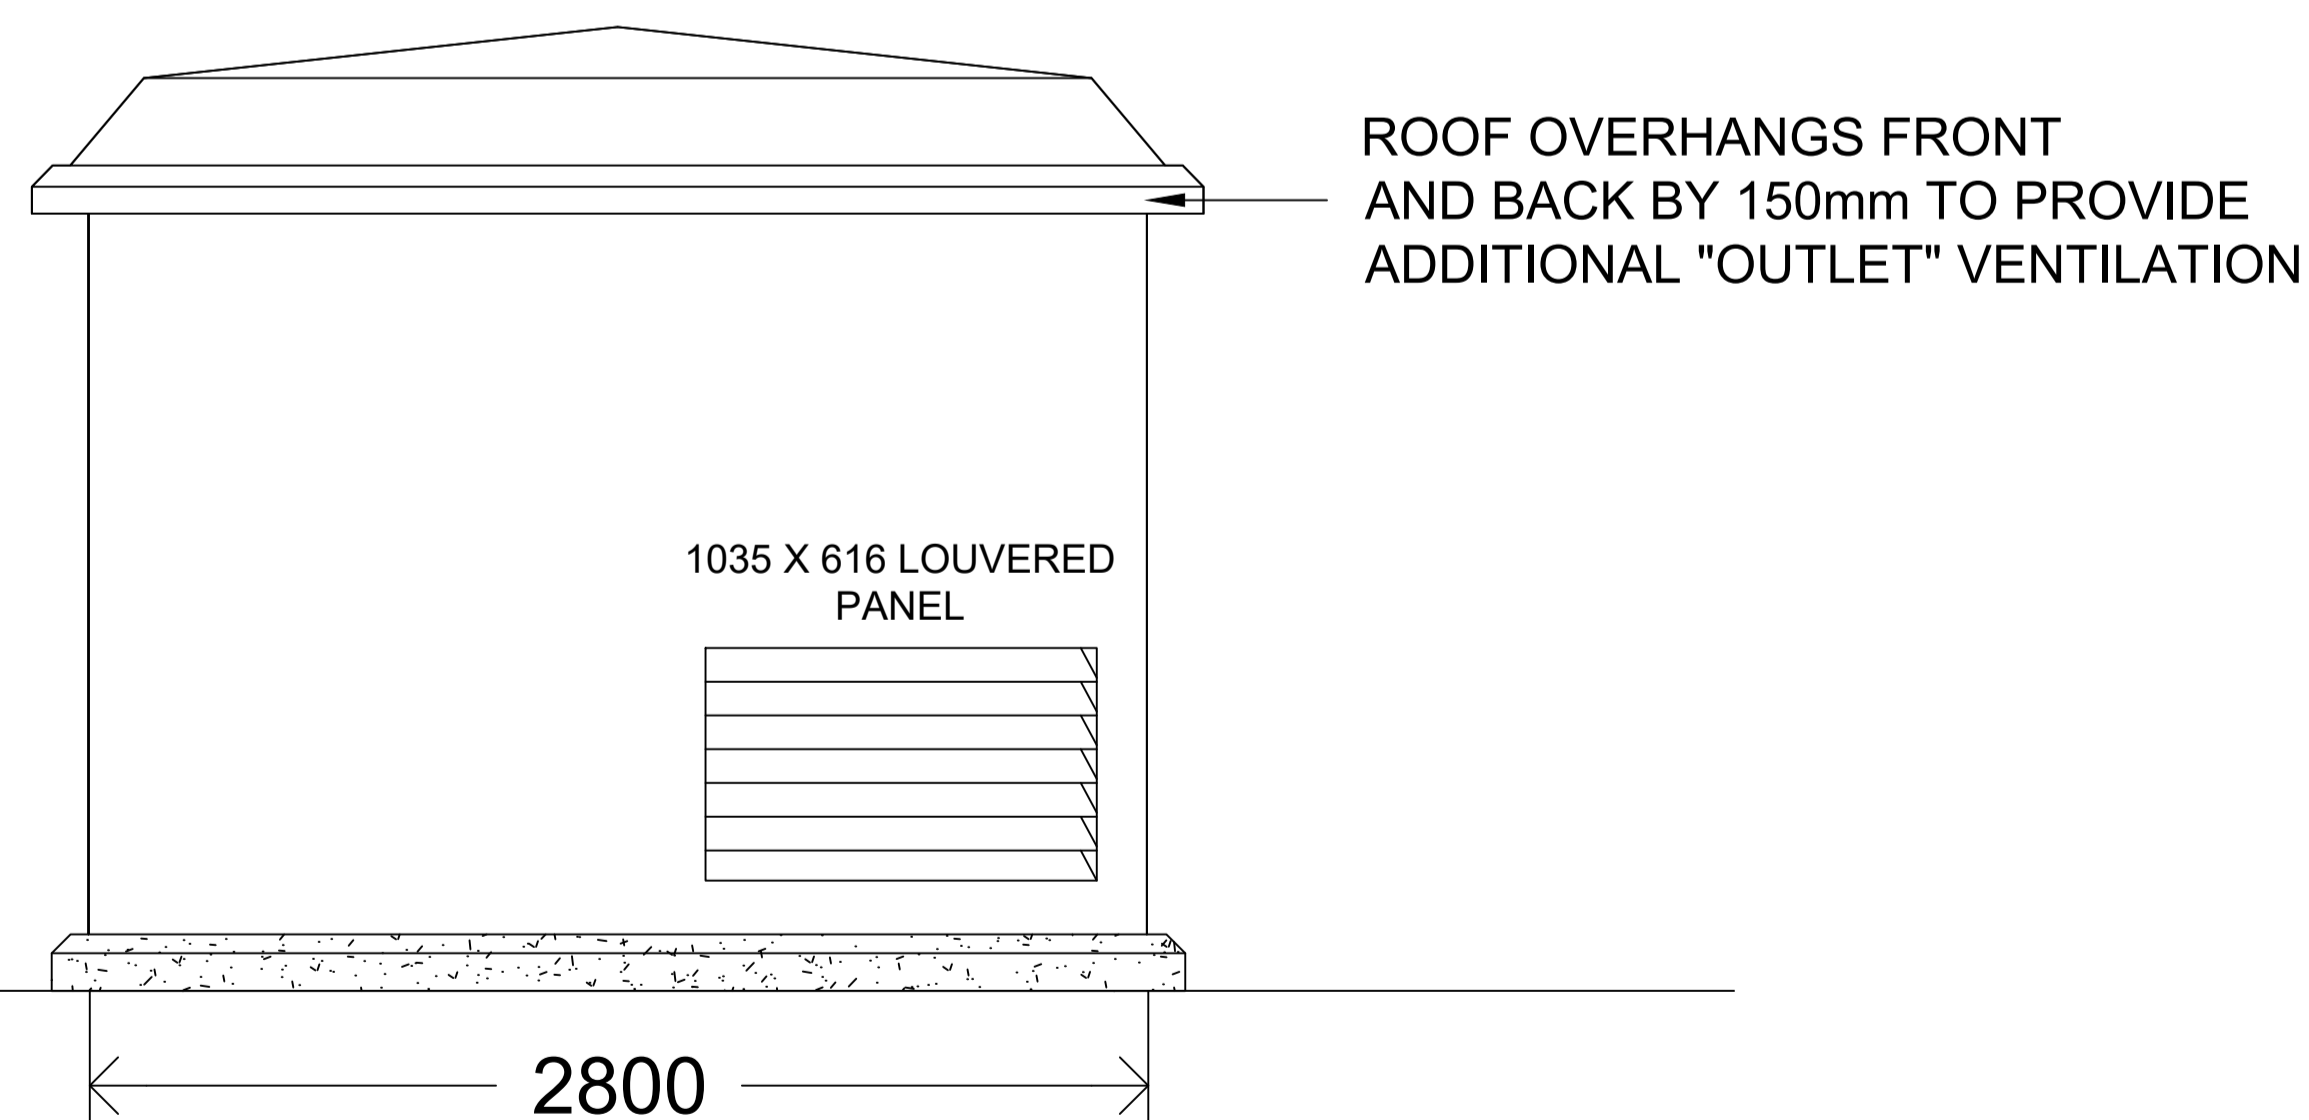 ROOF OVERHANGS FRONT
AND BACK BY 150mm TO PROVIDE
ADDITIONAL "OUTLET" VENTILATION
1035 X 616 LOUVERED
PANEL
2800